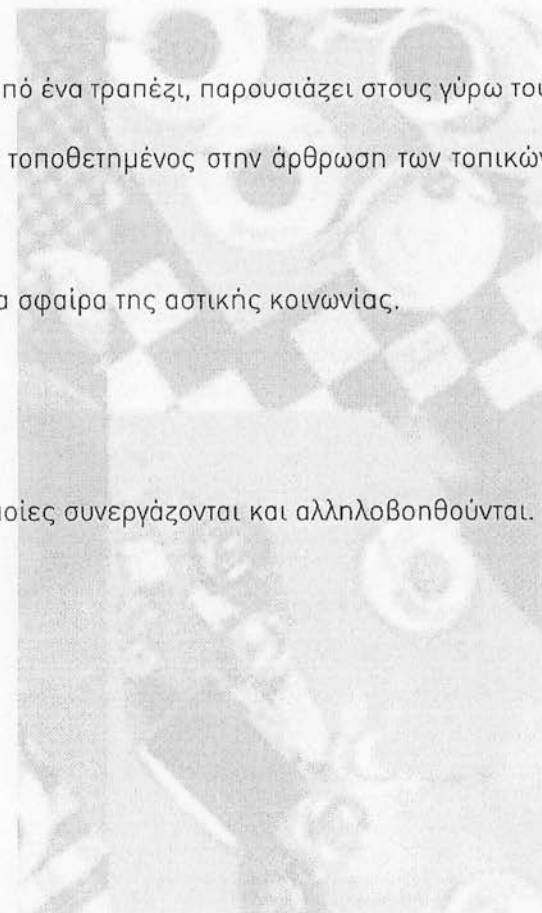 πό ένα τραπέζι, παρουσιάζει στους γύρω του
τοποθετημένος στην άρθρωση των τοπικών
α σφαίρα της αστικής κοινωνίας.
οίες συνεργάζονται και αλληλοβοηθούνται.